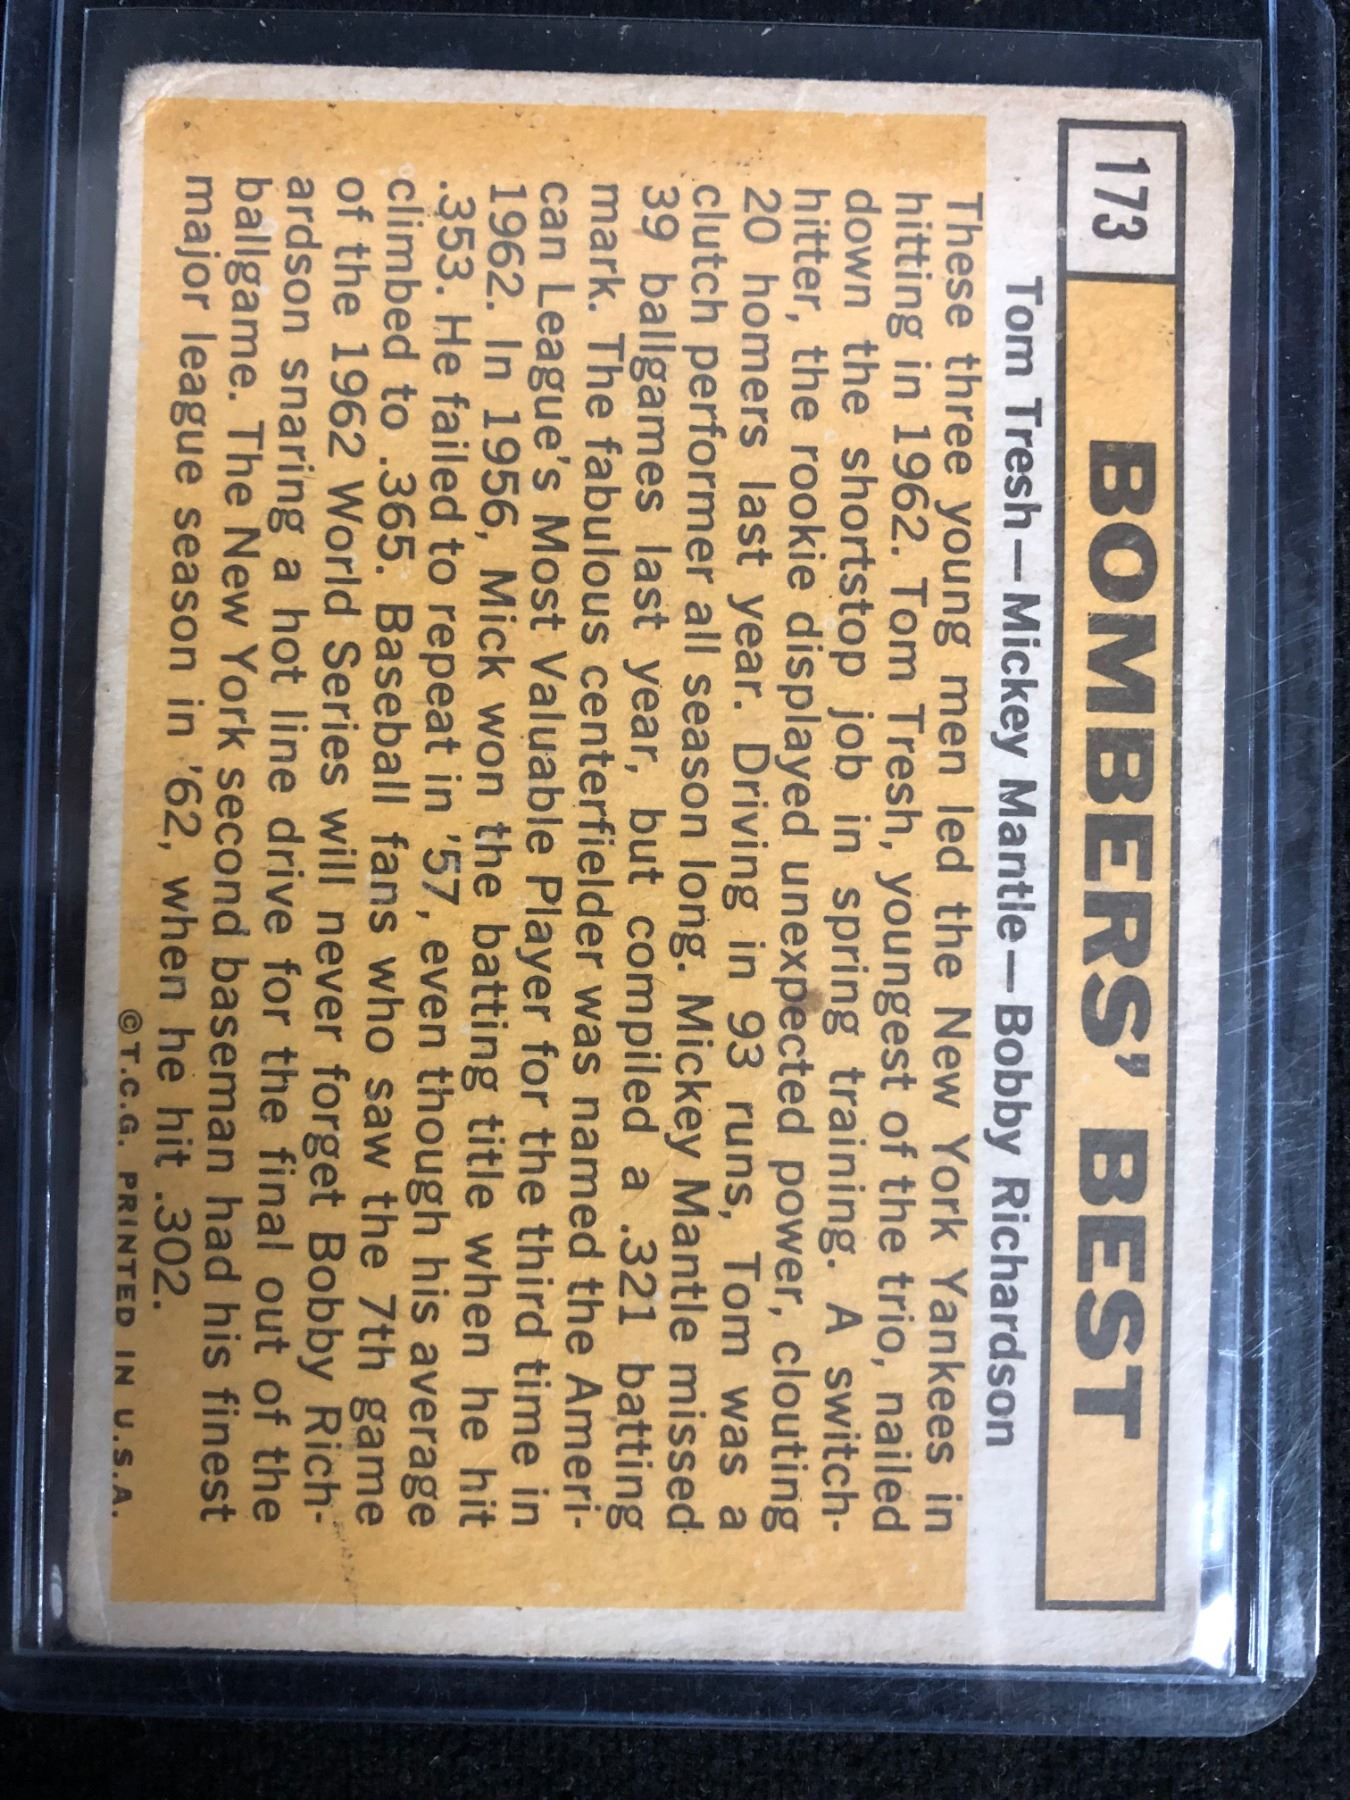 173
BOMBERS' BEST
Tom Tresh—Mickey Mantle—Bobby Richardson
These three young men led the New York Yankees in
hitting in 1962. Tom Tresh, youngest of the trio, nailed
down the shortstop job in spring training. A switch-
hitter, the rookie displayed unexpected power, clouting
20 homers last year. Driving in 93 runs, Tom was a
clutch performer all season long. Mickey Mantle missed
39 ballgames last year, but compiled a .321 batting
mark. The fabulous centerfielder was named the Ameri-
can League's Most Valuable Player for the third time in
1962. In 1956, Mick won the batting title when he hit
.353. He failed to repeat in '57, even though his average
climbed to .365. Baseball fans who saw the 7th game
of the 1962 World Series will never forget Bobby Rich-
ardson snaring a hot line drive for the final out of the
ballgame. The New York second baseman had his finest
major league season in '62, when he hit .302.
©T.C.G. PRINTED IN U.S.A.